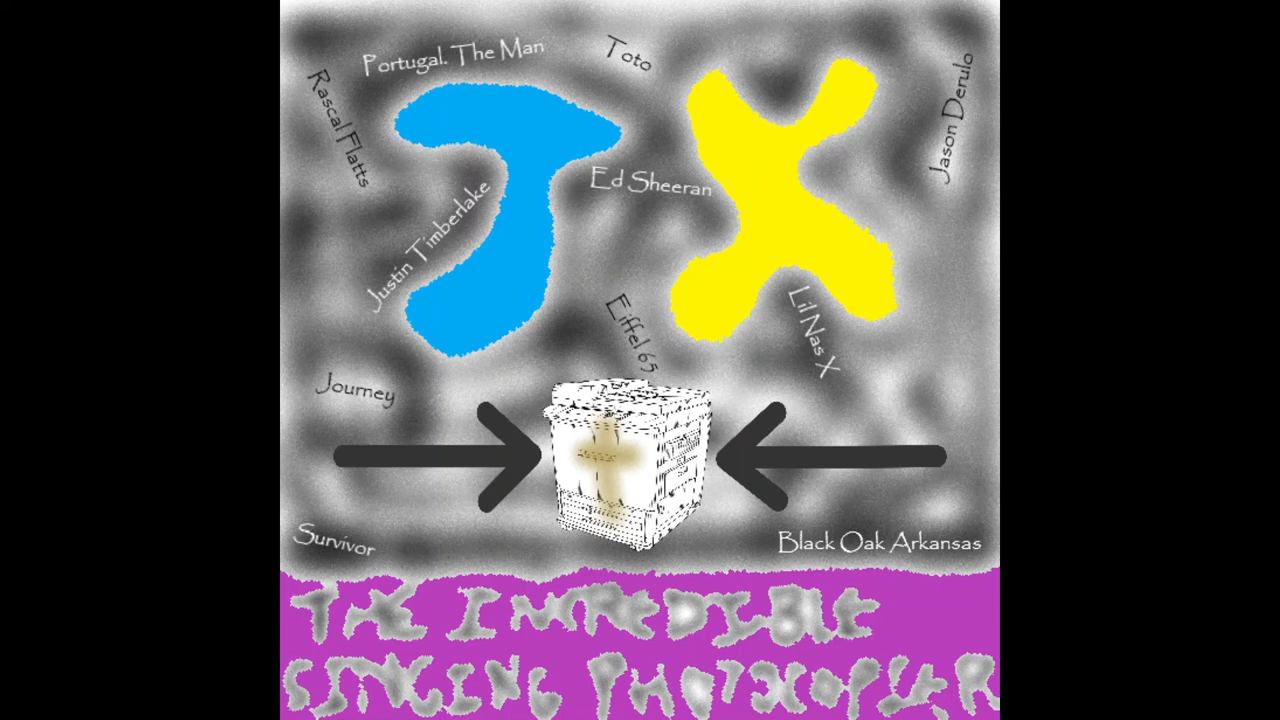 Portugal. The Man
Toto
Rascal Flatts
Jason Derulo
JX
Ed Sheeran
Justin Timberlake
Eiffel 65
Lil Nas X
Journey
Survivor
Black Oak Arkansas
THE INCREDIBLE
SINGING PHOTOCOPIER